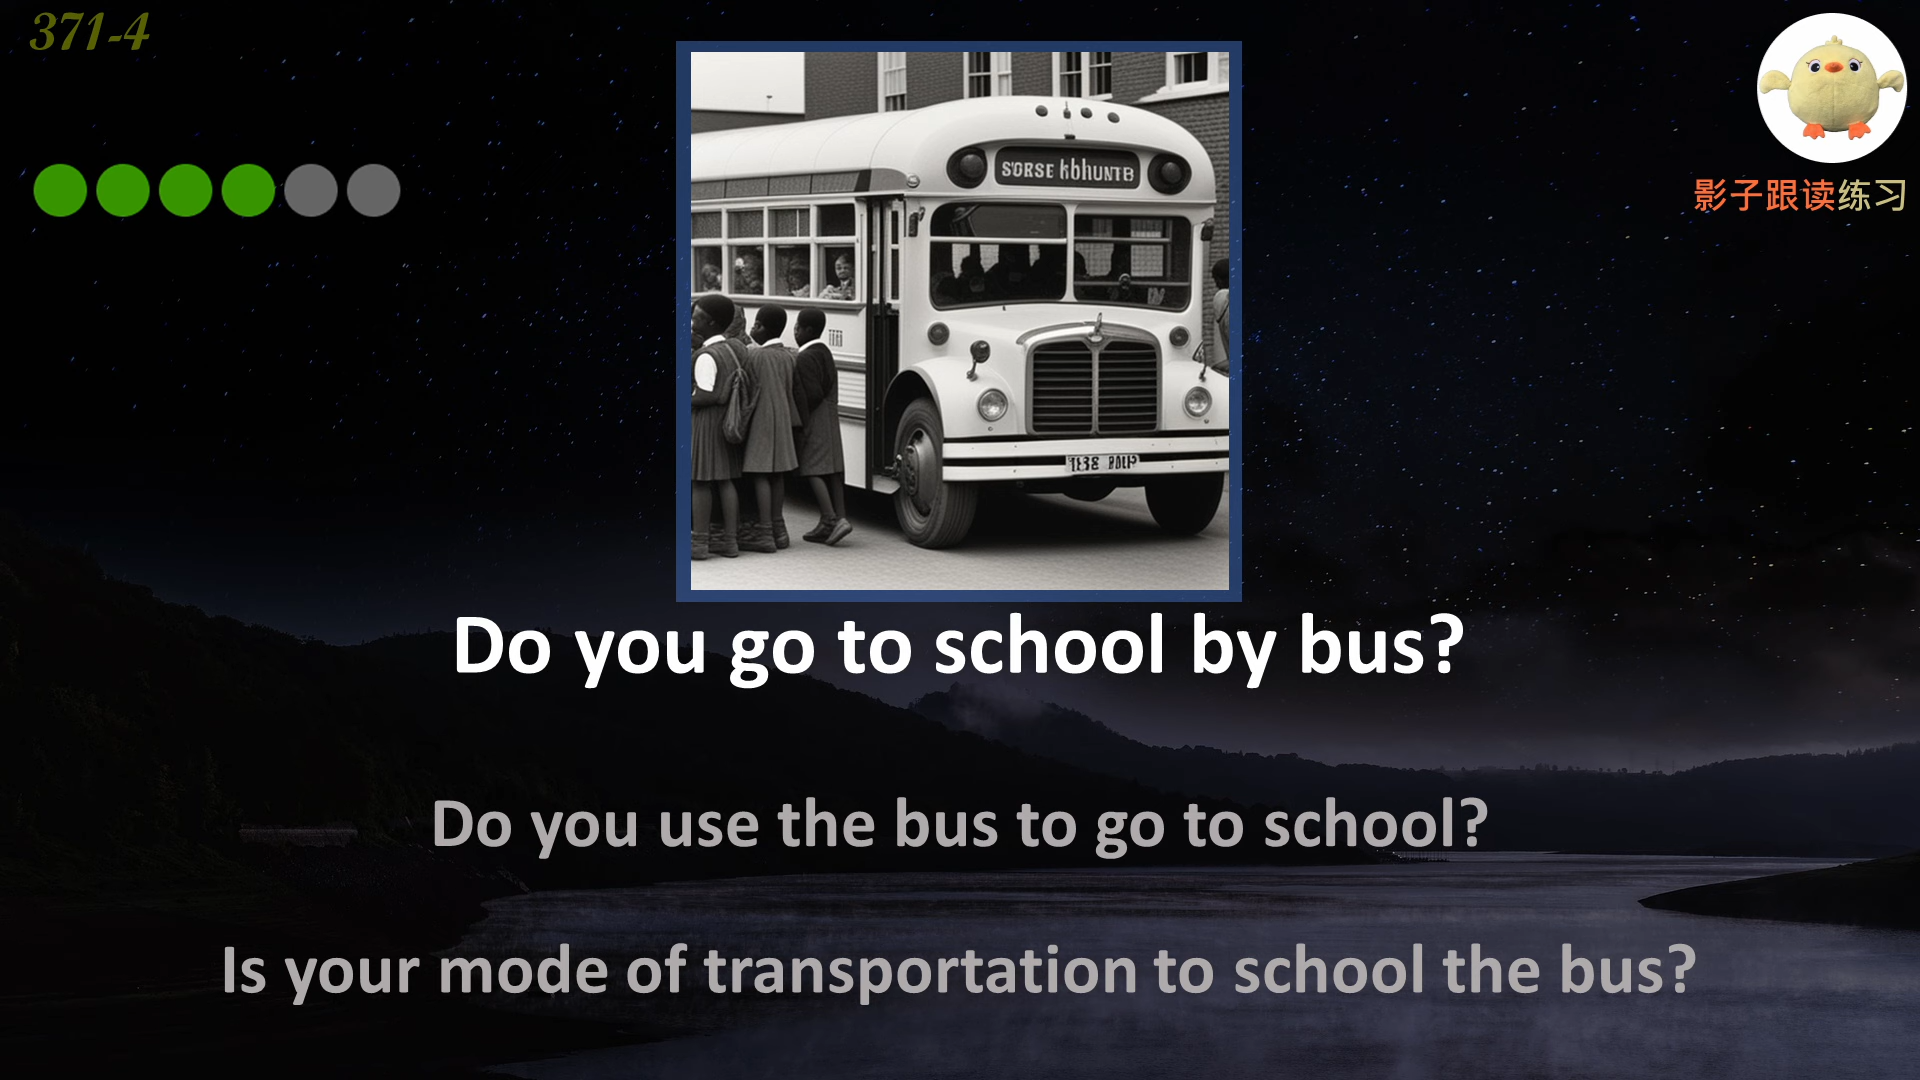 371-4
影子跟读练习
Do you go to school by bus?
Do you use the bus to go to school?
Is your mode of transportation to school the bus?